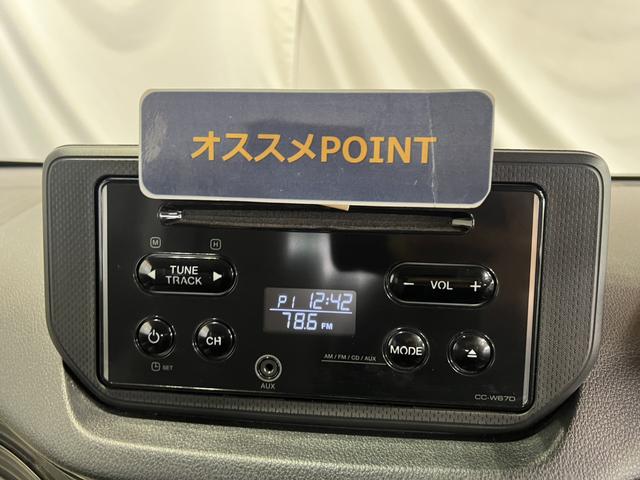 オススメPOINT
M
H
TUNE
TRACK
− VOL +
P1 12:42
78.6 FM
CH
MODE
SET
AUX
AM / FM / CD / AUX
CC-W67D